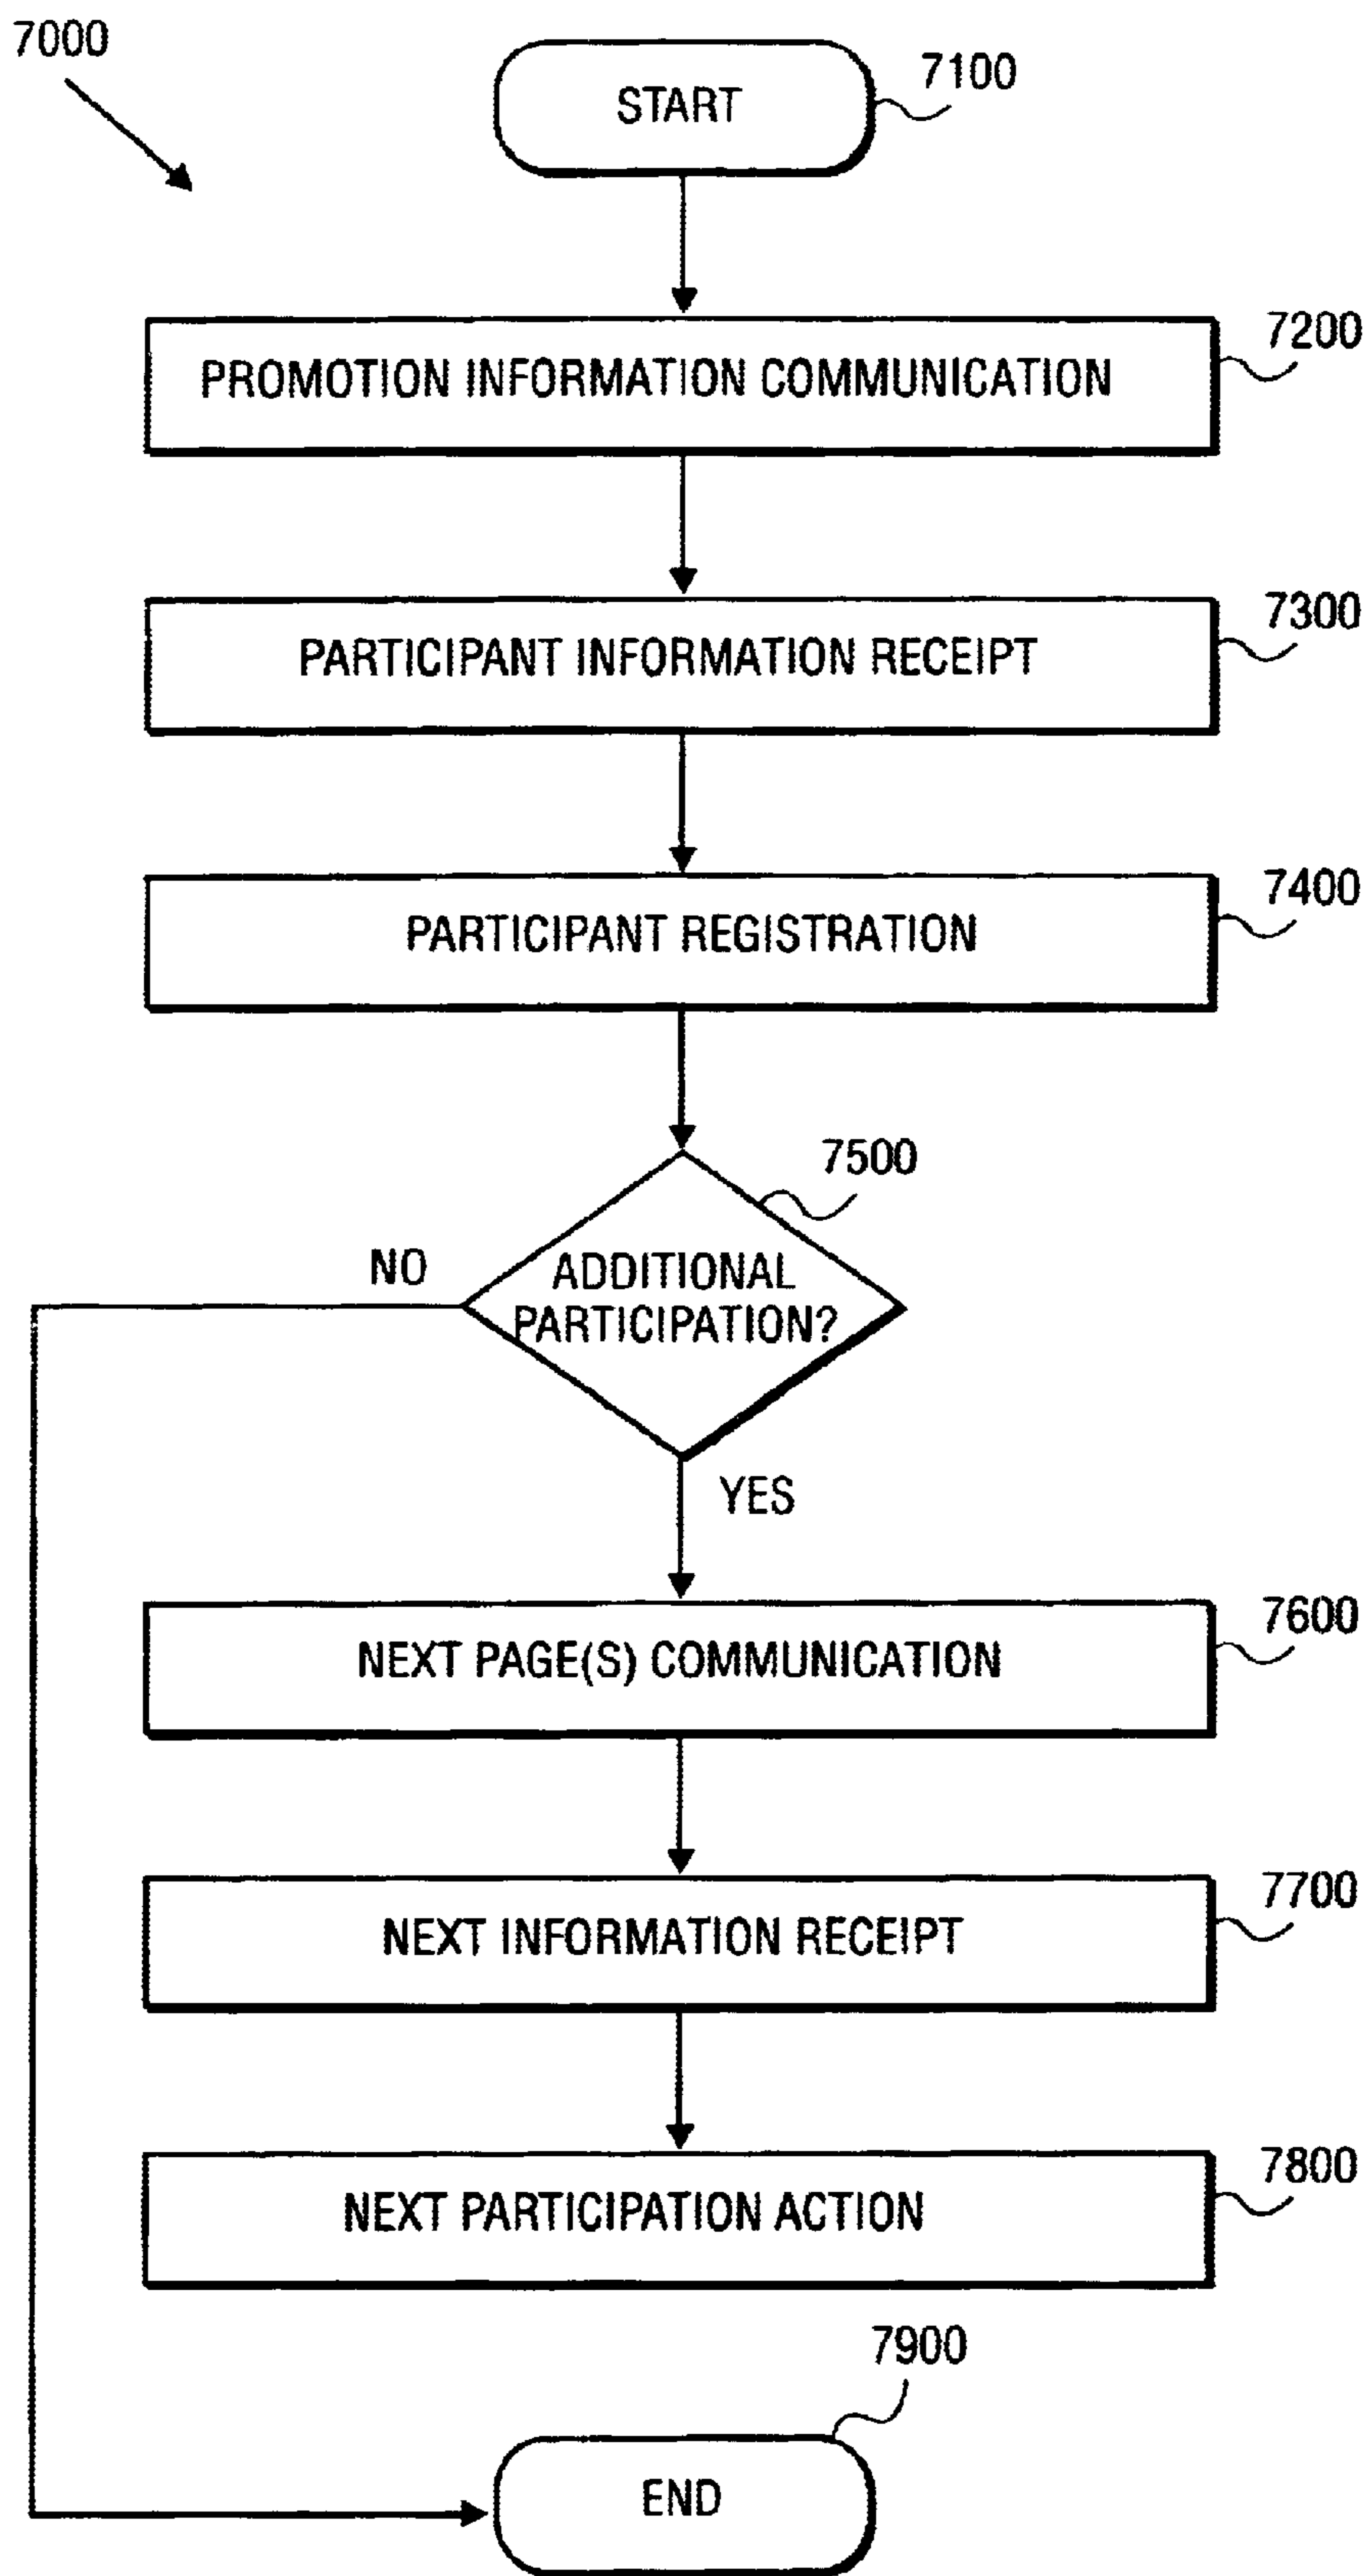 7000
START
7100
PROMOTION INFORMATION COMMUNICATION
7200
PARTICIPANT INFORMATION RECEIPT
7300
PARTICIPANT REGISTRATION
7400
7500
NO
ADDITIONAL
PARTICIPATION?
YES
NEXT PAGE(S) COMMUNICATION
7600
NEXT INFORMATION RECEIPT
7700
NEXT PARTICIPATION ACTION
7800
7900
END